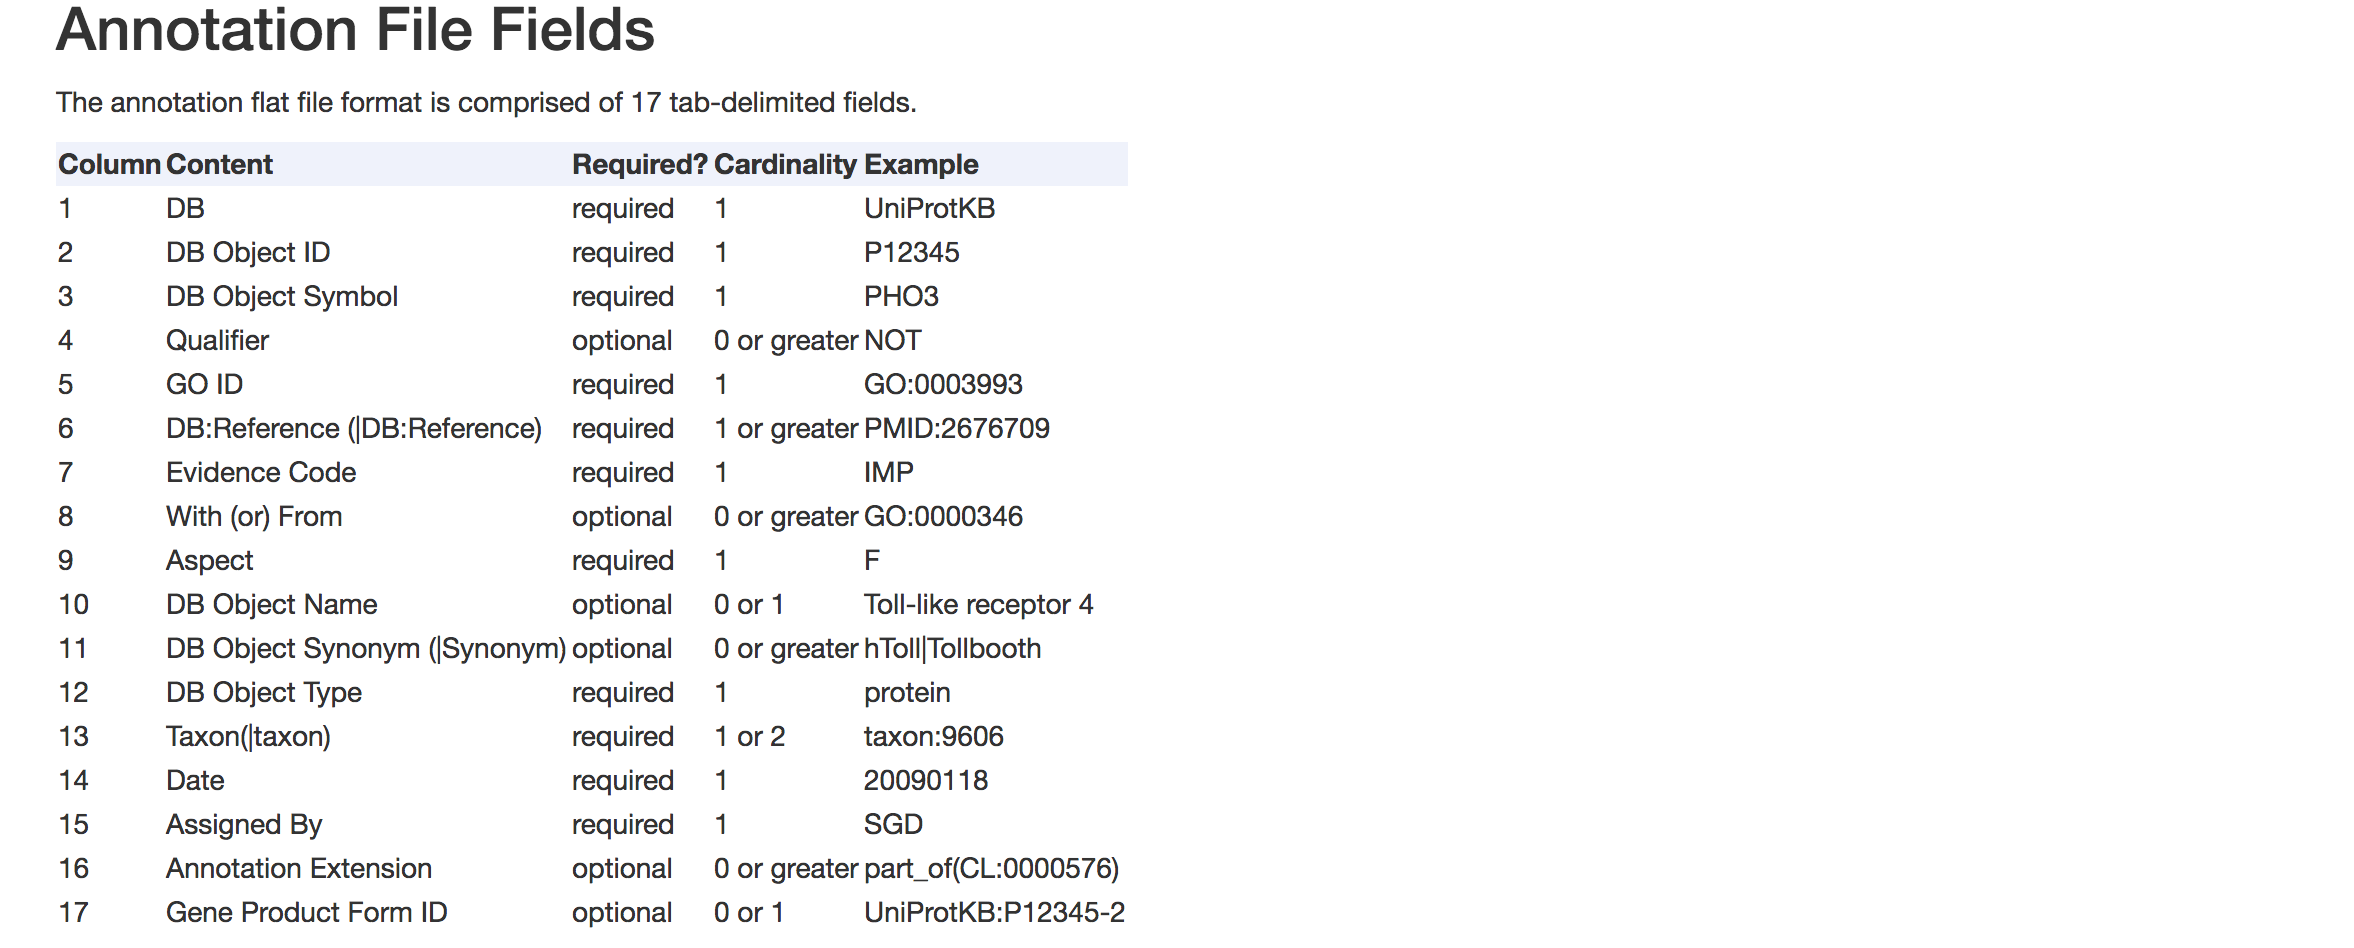 Annotation File Fields
The annotation flat file format is comprised of 17 tab-delimited fields.
Column Content Required? Cardinality Example
1 DB required 1 UniProtKB
2 DB Object ID required 1 P12345
3 DB Object Symbol required 1 PHO3
4 Qualifier optional 0 or greater NOT
5 GO ID required 1 GO:0003993
6 DB:Reference (|DB:Reference) required 1 or greater PMID:2676709
7 Evidence Code required 1 IMP
8 With (or) From optional 0 or greater GO:0000346
9 Aspect required 1 F
10 DB Object Name optional 0 or 1 Toll-like receptor 4
11 DB Object Synonym (|Synonym) optional 0 or greater hToll|Tollbooth
12 DB Object Type required 1 protein
13 Taxon(|taxon) required 1 or 2 taxon:9606
14 Date required 1 20090118
15 Assigned By required 1 SGD
16 Annotation Extension optional 0 or greater part_of(CL:0000576)
17 Gene Product Form ID optional 0 or 1 UniProtKB:P12345-2